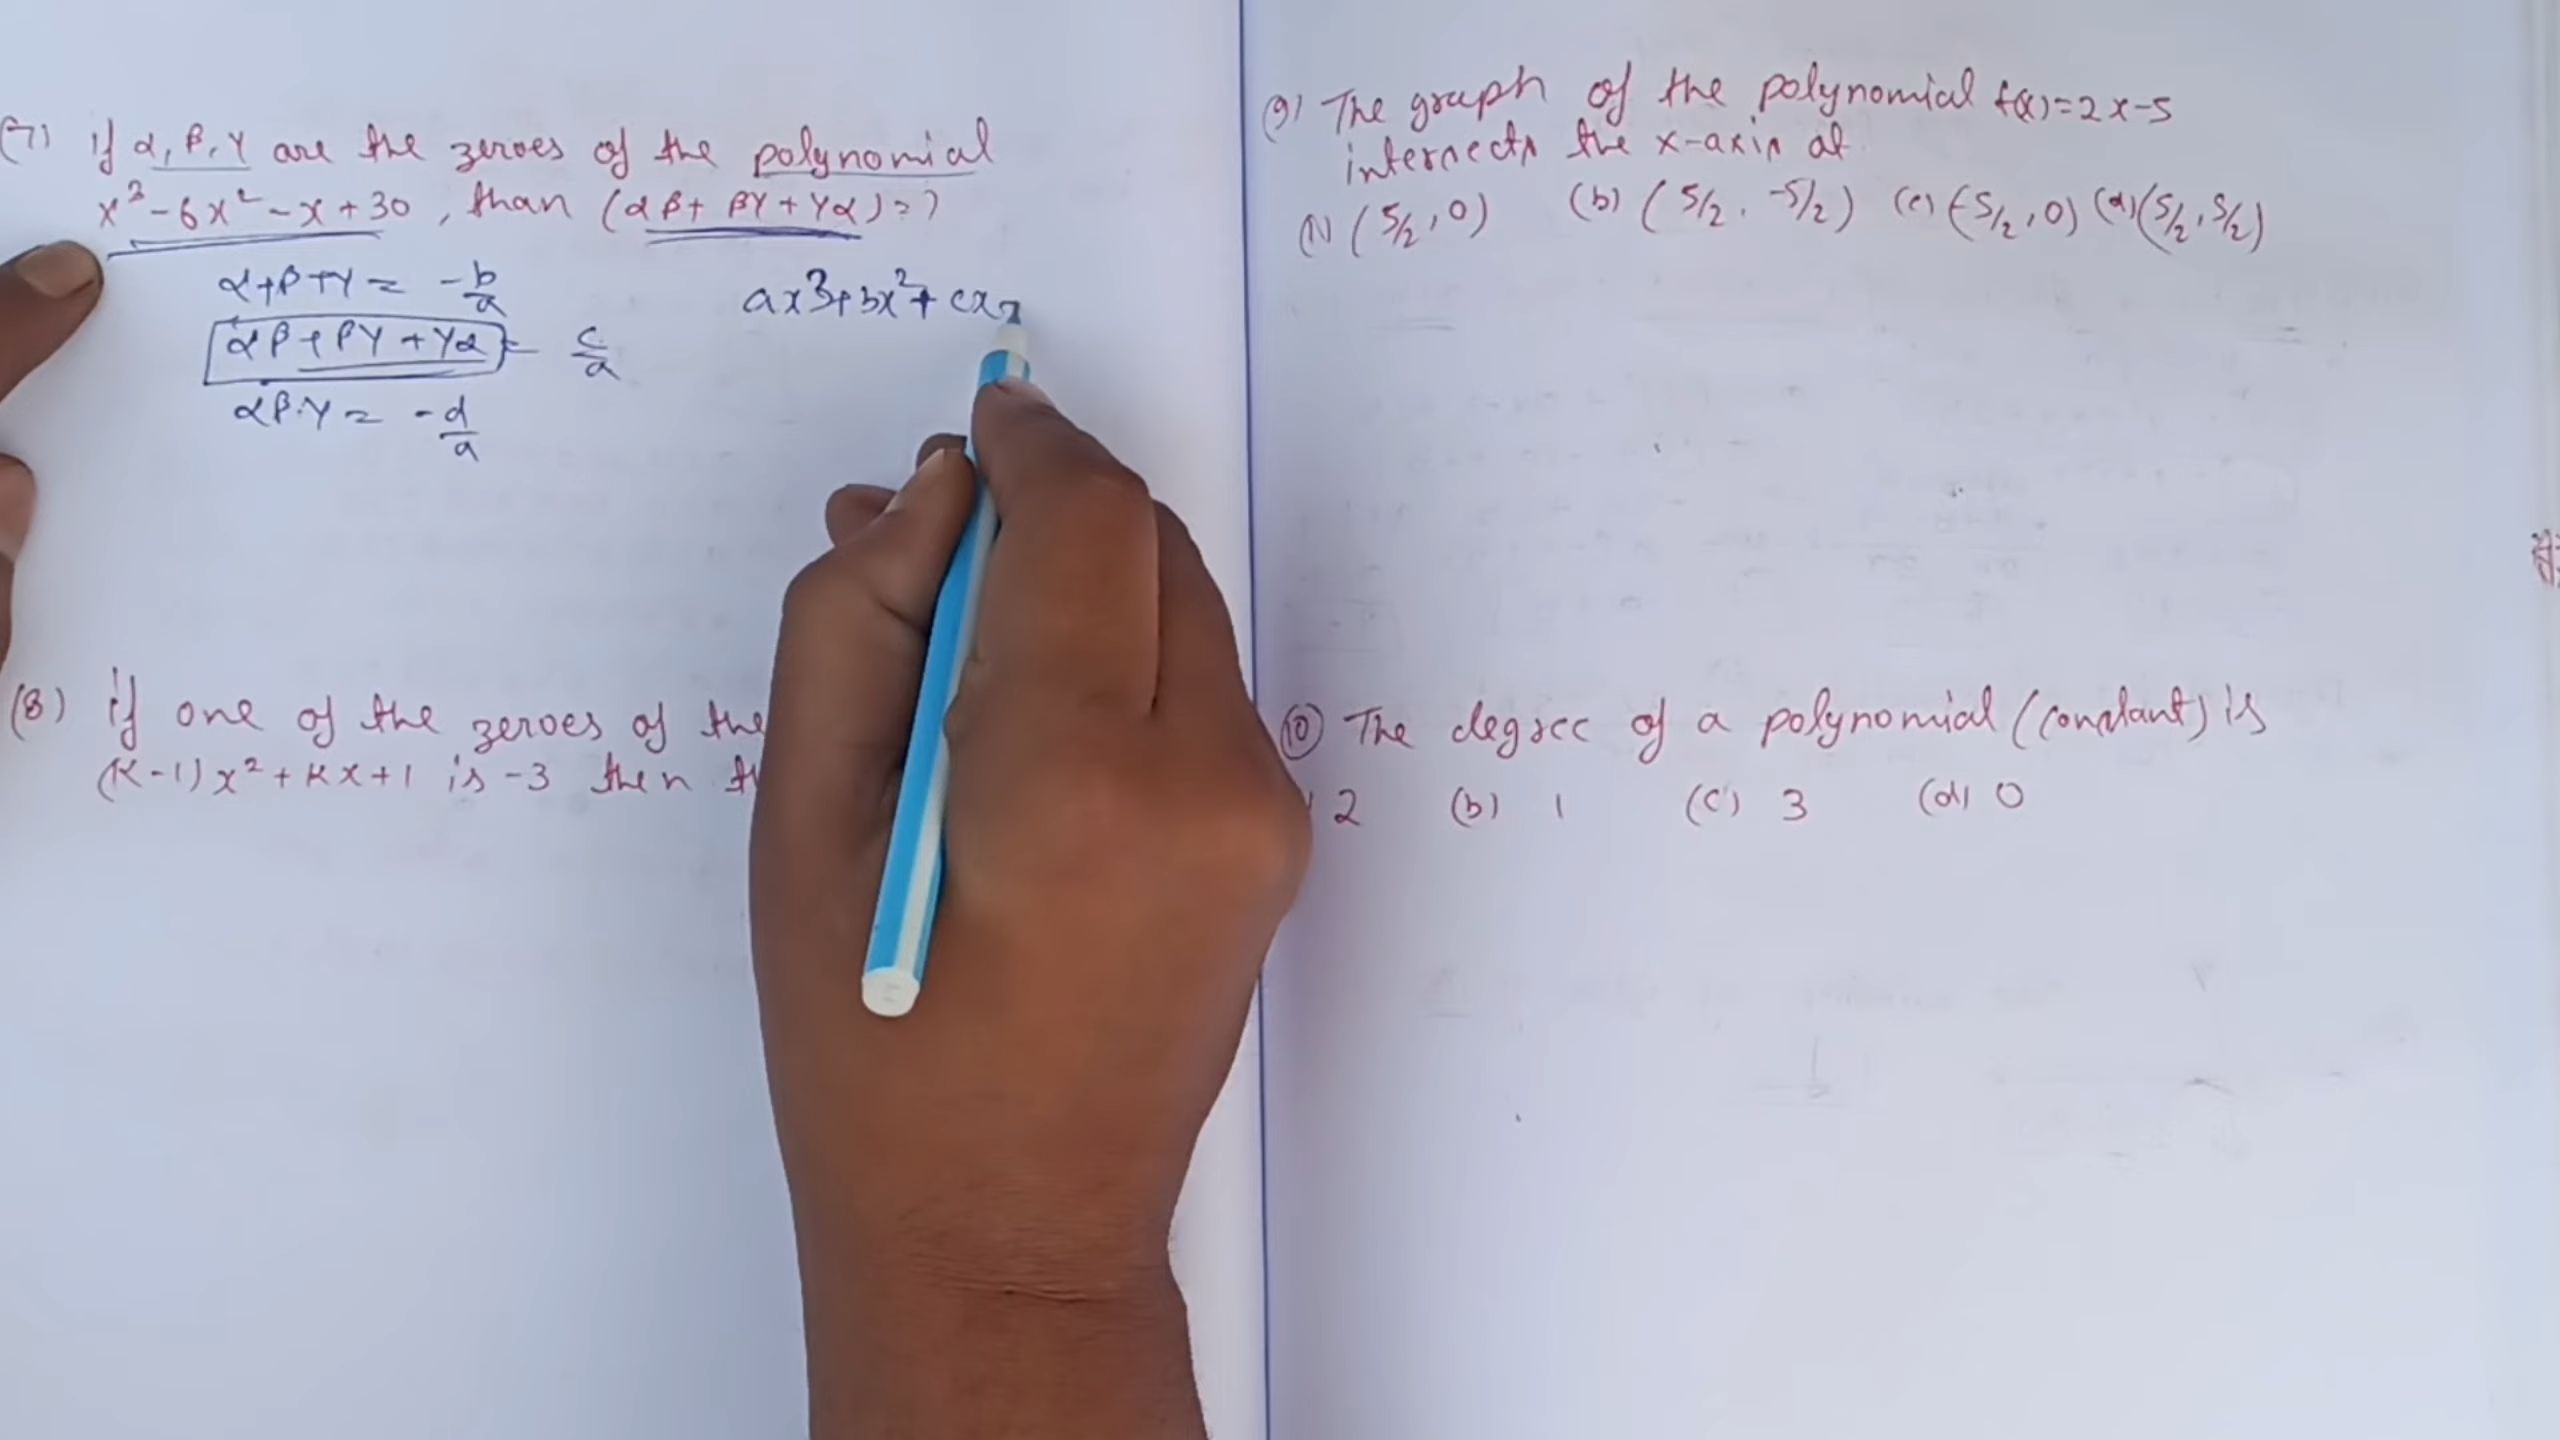 (7) If α, β, γ are the zeroes of the polynomial
x³-6x²-x+30, than (αβ+ βγ+γα)=?
α+β+γ= -b/a
αβ+βγ+γα = c/a
αβ.γ = -d/a
ax³+bx²+cx
(8) If one of the zeroes of the
(K-1)x²+Kx+1 is -3 then
(9) The graph of the polynomial f(x)=2x-5
intersects the x-axis at
(5/2,0) (b) (5/2, -5/2) (c) (-5/2,0) (d) (5/2,5/2)
(10) The degree of a polynomial (constant) is
2 (b) 1 (c) 3 (d) 0